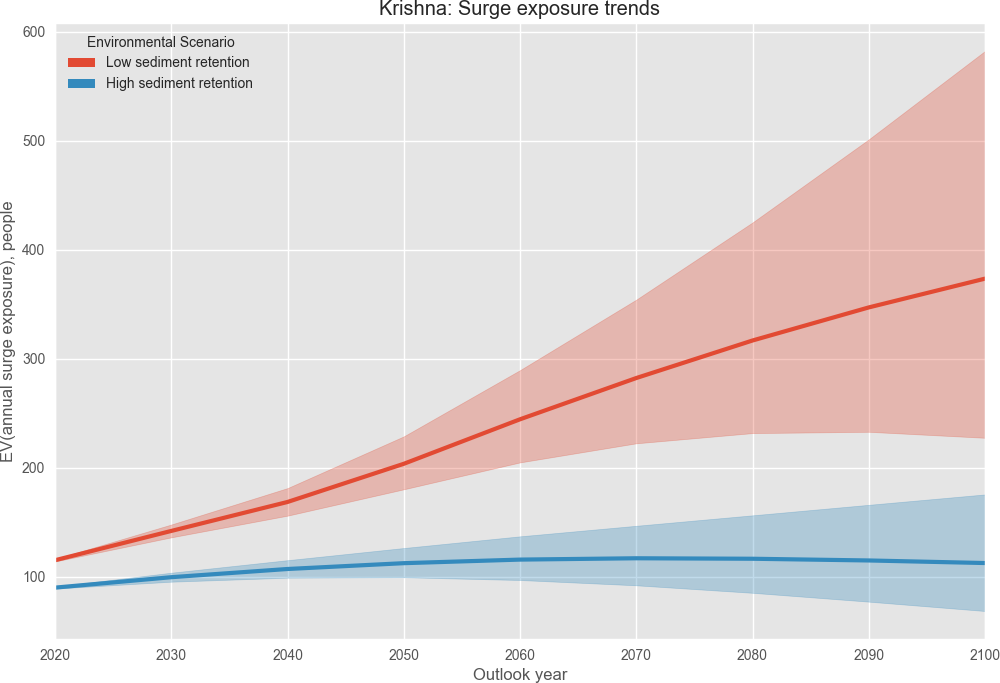 Krishna: Surge exposure trends
Environmental Scenario
Low sediment retention
High sediment retention
EV(annual surge exposure), people
600
500
400
300
200
100
2020 2030 2040 2050 2060 2070 2080 2090 2100
Outlook year